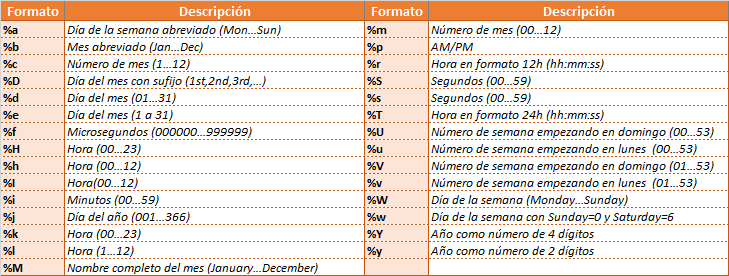 Formato Descripción Formato Descripción
%a Día de la semana abreviado (Mon...Sun) %m Número de mes (00...12)
%b Mes abreviado (Jan...Dec) %p AM/PM
%c Número de mes (1...12) %r Hora en formato 12h (hh:mm:ss)
%D Día del mes con sufijo (1st,2nd,3rd,...) %S Segundos (00...59)
%d Día del mes (01...31) %s Segundos (00...59)
%e Día del mes (1 a 31) %T Hora en formato 24h (hh:mm:ss)
%f Microsegundos (000000...999999) %U Número de semana empezando en domingo (00...53)
%H Hora (00...23) %u Número de semana empezando en lunes (00...53)
%h Hora (00...12) %V Número de semana empezando en domingo (01...53)
%I Hora(00...12) %v Número de semana empezando en lunes (01...53)
%i Minutos (00...59) %W Día de la semana (Monday...Sunday)
%j Día del año (001...366) %w Día de la semana con Sunday=0 y Saturday=6
%k Hora (00...23) %Y Año como número de 4 dígitos
%l Hora (1...12) %y Año como número de 2 dígitos
%M Nombre completo del mes (January...December)